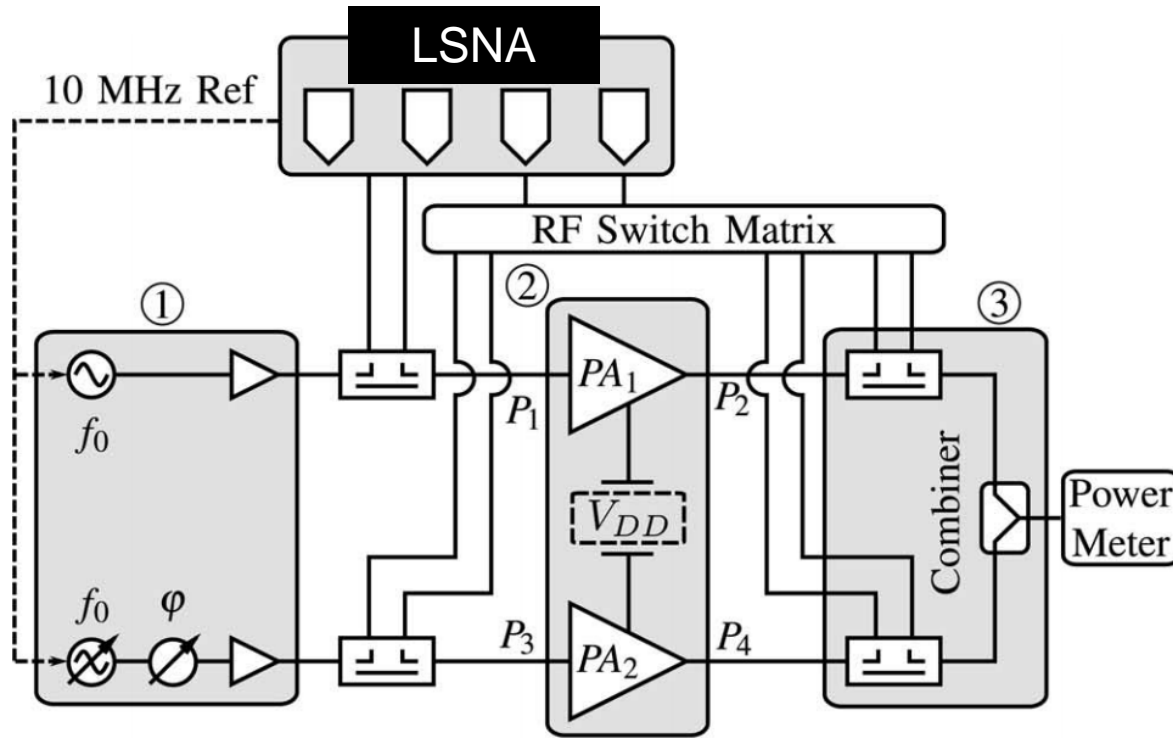 LSNA
10 MHz Ref
RF Switch Matrix
①
②
③
f₀
PA₁
P₁
P₂
V_DD
Combiner
Power
Meter
f₀
φ
P₃
PA₂
P₄